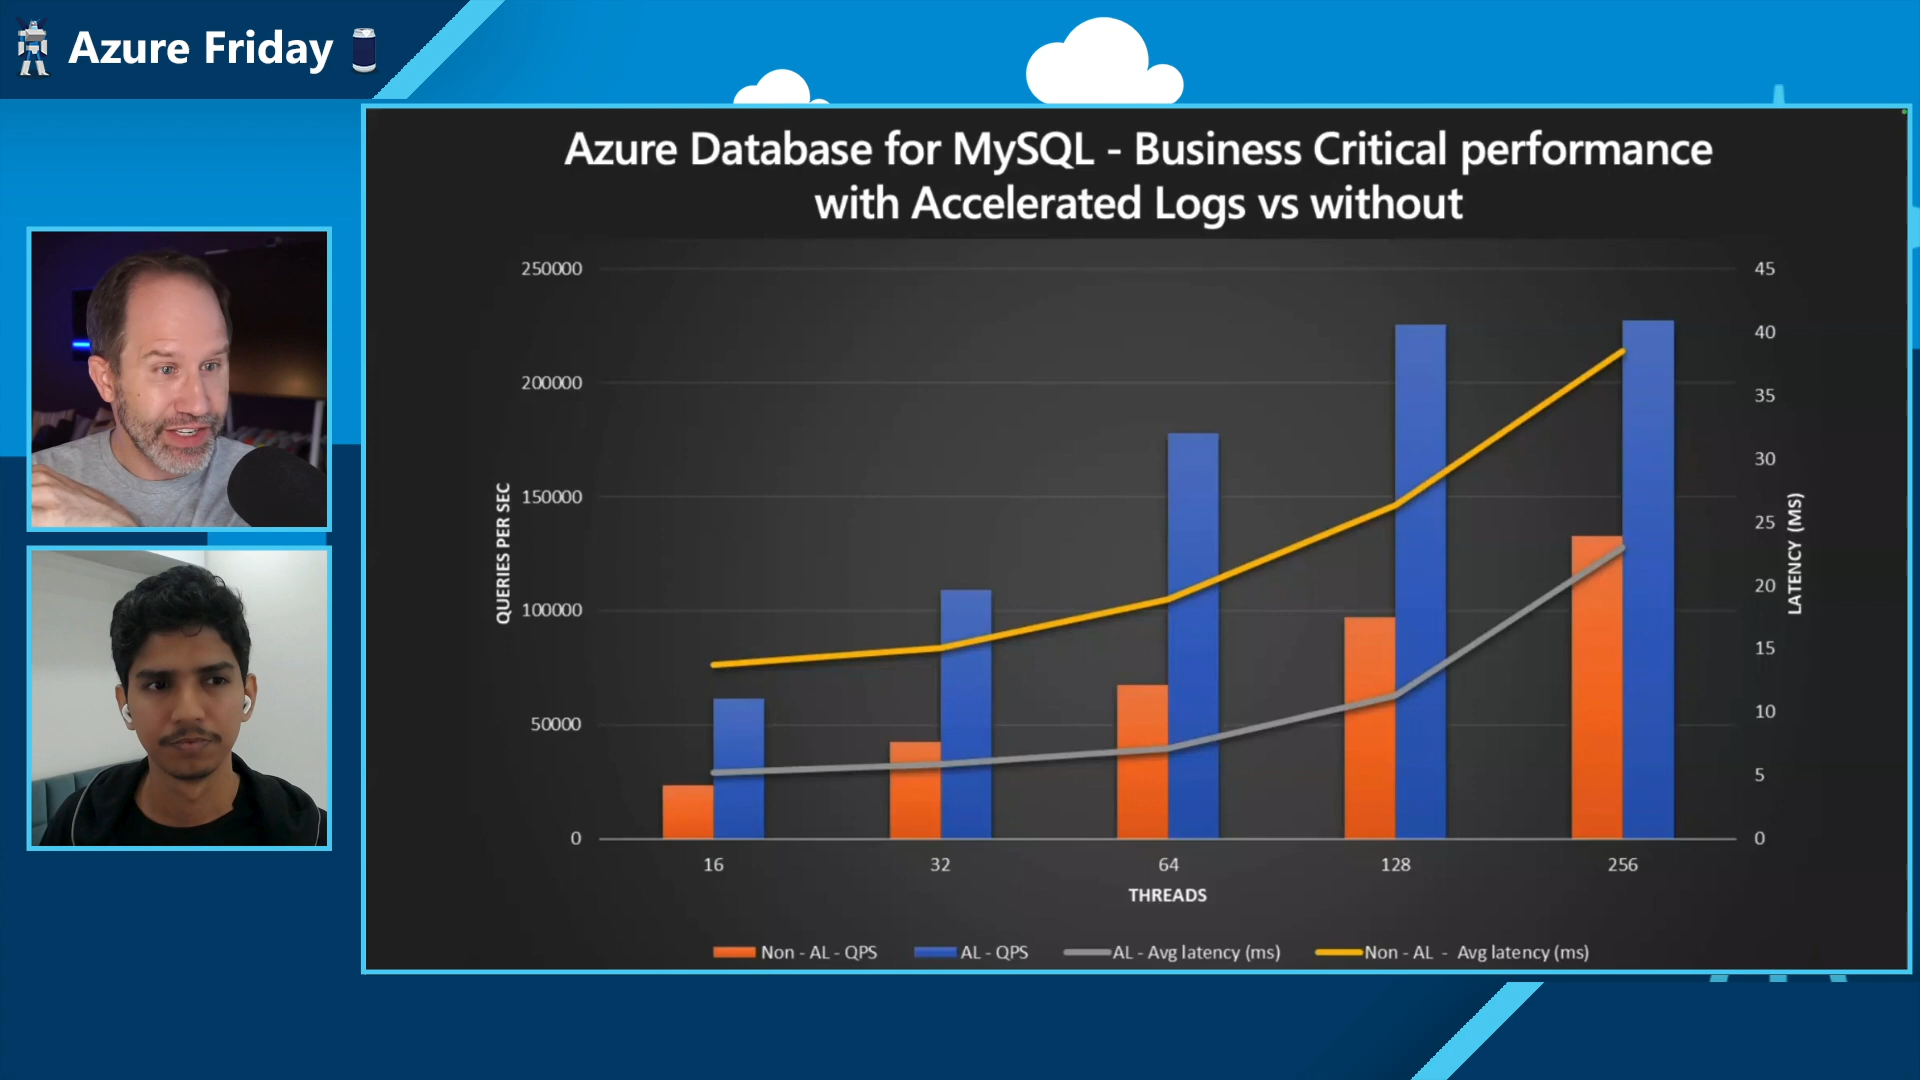 Azure Friday
Azure Database for MySQL - Business Critical performance
with Accelerated Logs vs without
250000
200000
150000
100000
50000
0
QUERIES PER SEC
45
40
35
30
25
20
15
10
5
0
LATENCY (MS)
16 32 64 128 256
THREADS
Non - AL - QPS AL - QPS AL - Avg latency (ms) Non - AL - Avg latency (ms)